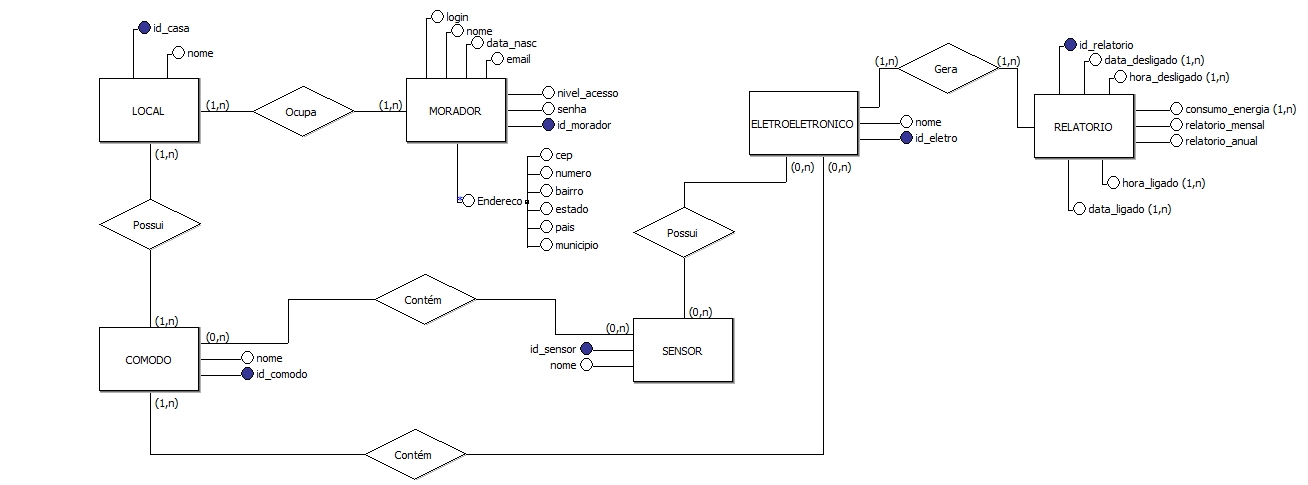 login
id_casa
nome
data_nasc
nome
email
LOCAL
(1,n)
Ocupa
(1,n)
MORADOR
nivel_acesso
senha
id_morador
(1,n)
Gera
(1,n)
id_relatorio
data_desligado (1,n)
hora_desligado (1,n)
ELETROELETRONICO
nome
id_eletro
RELATORIO
consumo_energia (1,n)
relatorio_mensal
relatorio_anual
hora_ligado (1,n)
data_ligado (1,n)
(1,n)
Possui
(1,n)
Endereco
cep
numero
bairro
estado
pais
municipio
(0,n)
(0,n)
Possui
(0,n)
Contém
(0,n)
(0,n)
COMODO
nome
id_comodo
id_sensor
nome
SENSOR
(1,n)
Contém